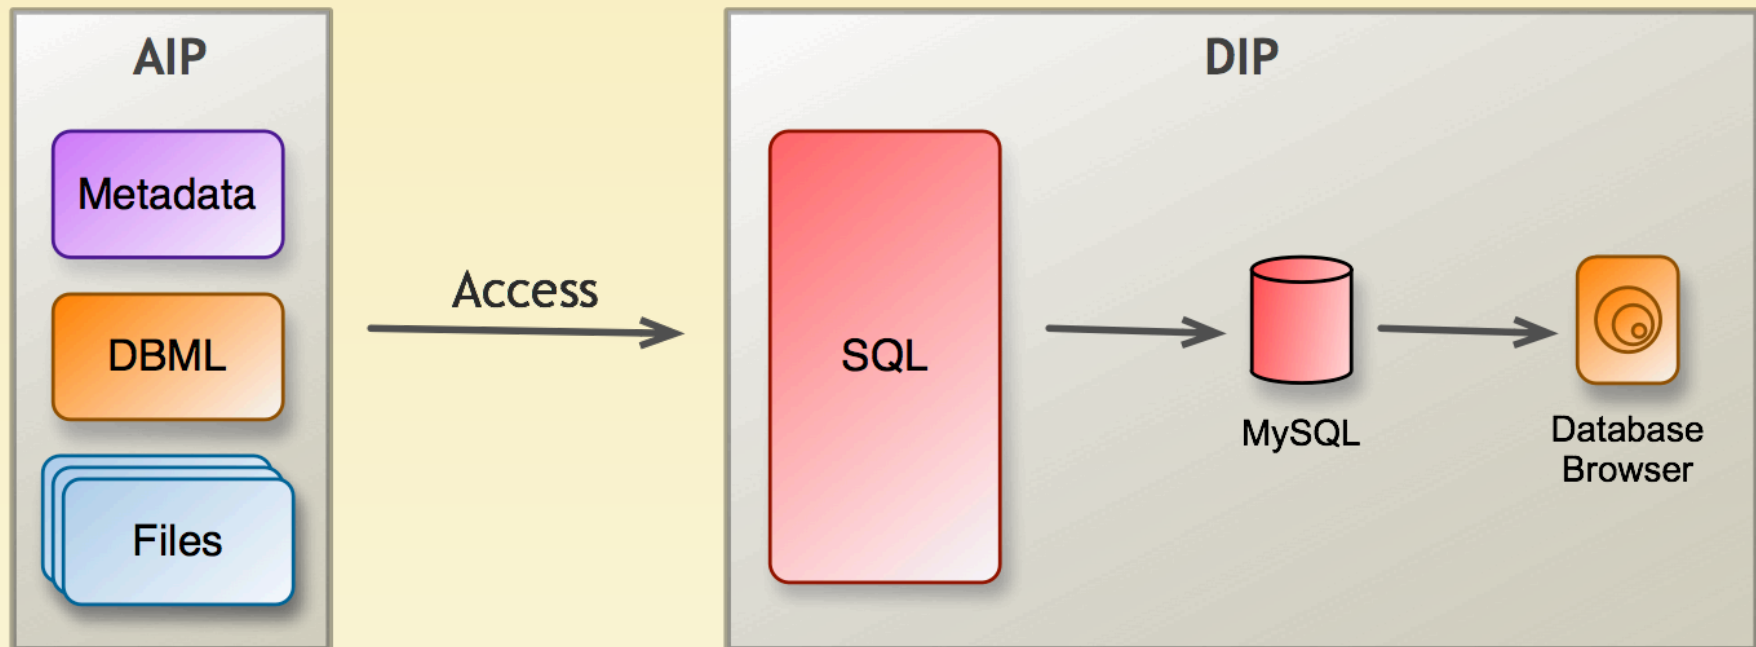 AIP
Metadata
DBML
Files
Access
DIP
SQL
MySQL
Database
Browser